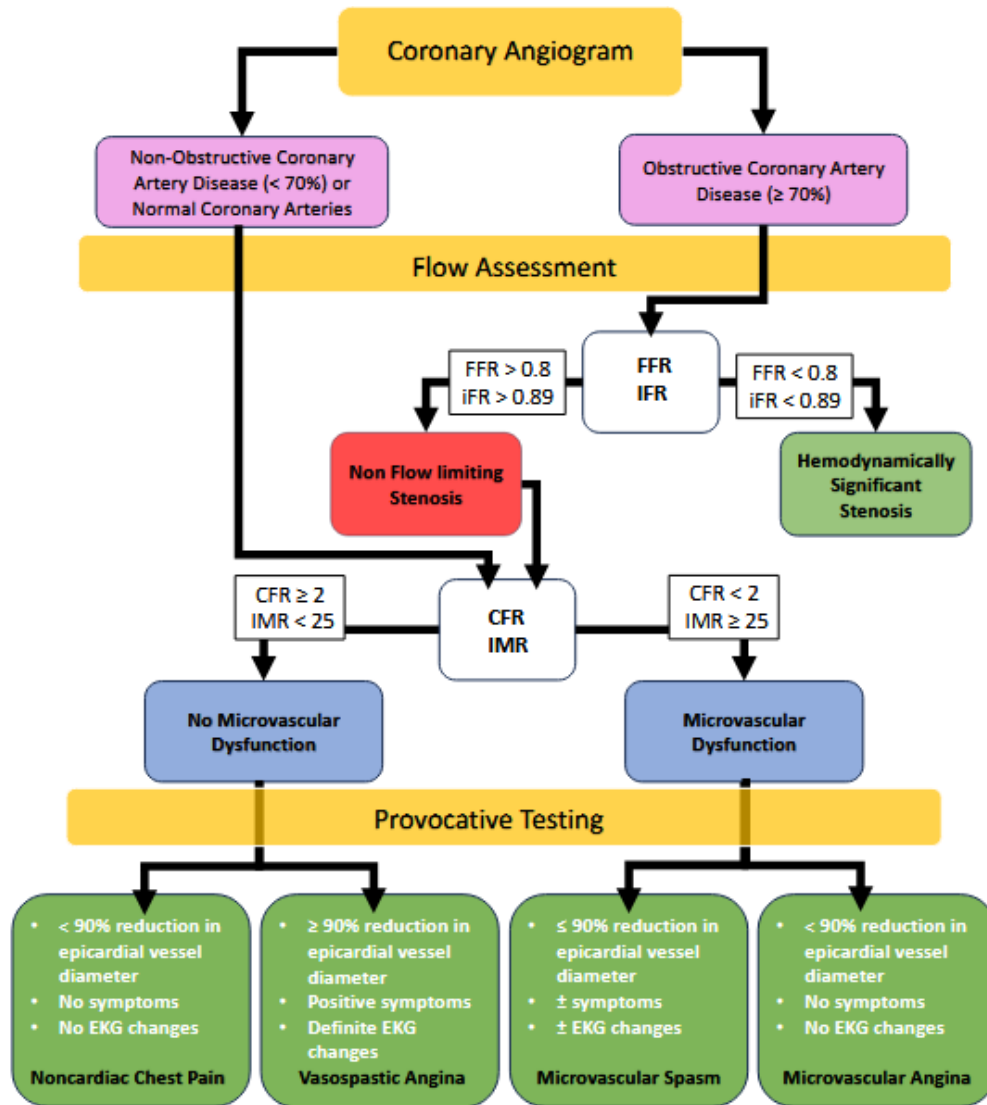 Coronary Angiogram
Non-Obstructive Coronary
Artery Disease (< 70%) or
Normal Coronary Arteries
Obstructive Coronary Artery
Disease (≥ 70%)
Flow Assessment
FFR > 0.8
iFR > 0.89
FFR
IFR
FFR < 0.8
iFR < 0.89
Non Flow limiting
Stenosis
Hemodynamically
Significant
Stenosis
CFR ≥ 2
IMR < 25
CFR
IMR
CFR < 2
IMR ≥ 25
No Microvascular
Dysfunction
Microvascular
Dysfunction
Provocative Testing
• < 90% reduction in
epicardial vessel
diameter
• No symptoms
• No EKG changes
Noncardiac Chest Pain
• ≥ 90% reduction in
epicardial vessel
diameter
• Positive symptoms
• Definite EKG
changes
Vasospastic Angina
• ≤ 90% reduction in
epicardial vessel
diameter
• ± symptoms
• ± EKG changes
Microvascular Spasm
• < 90% reduction in
epicardial vessel
diameter
• No symptoms
• No EKG changes
Microvascular Angina